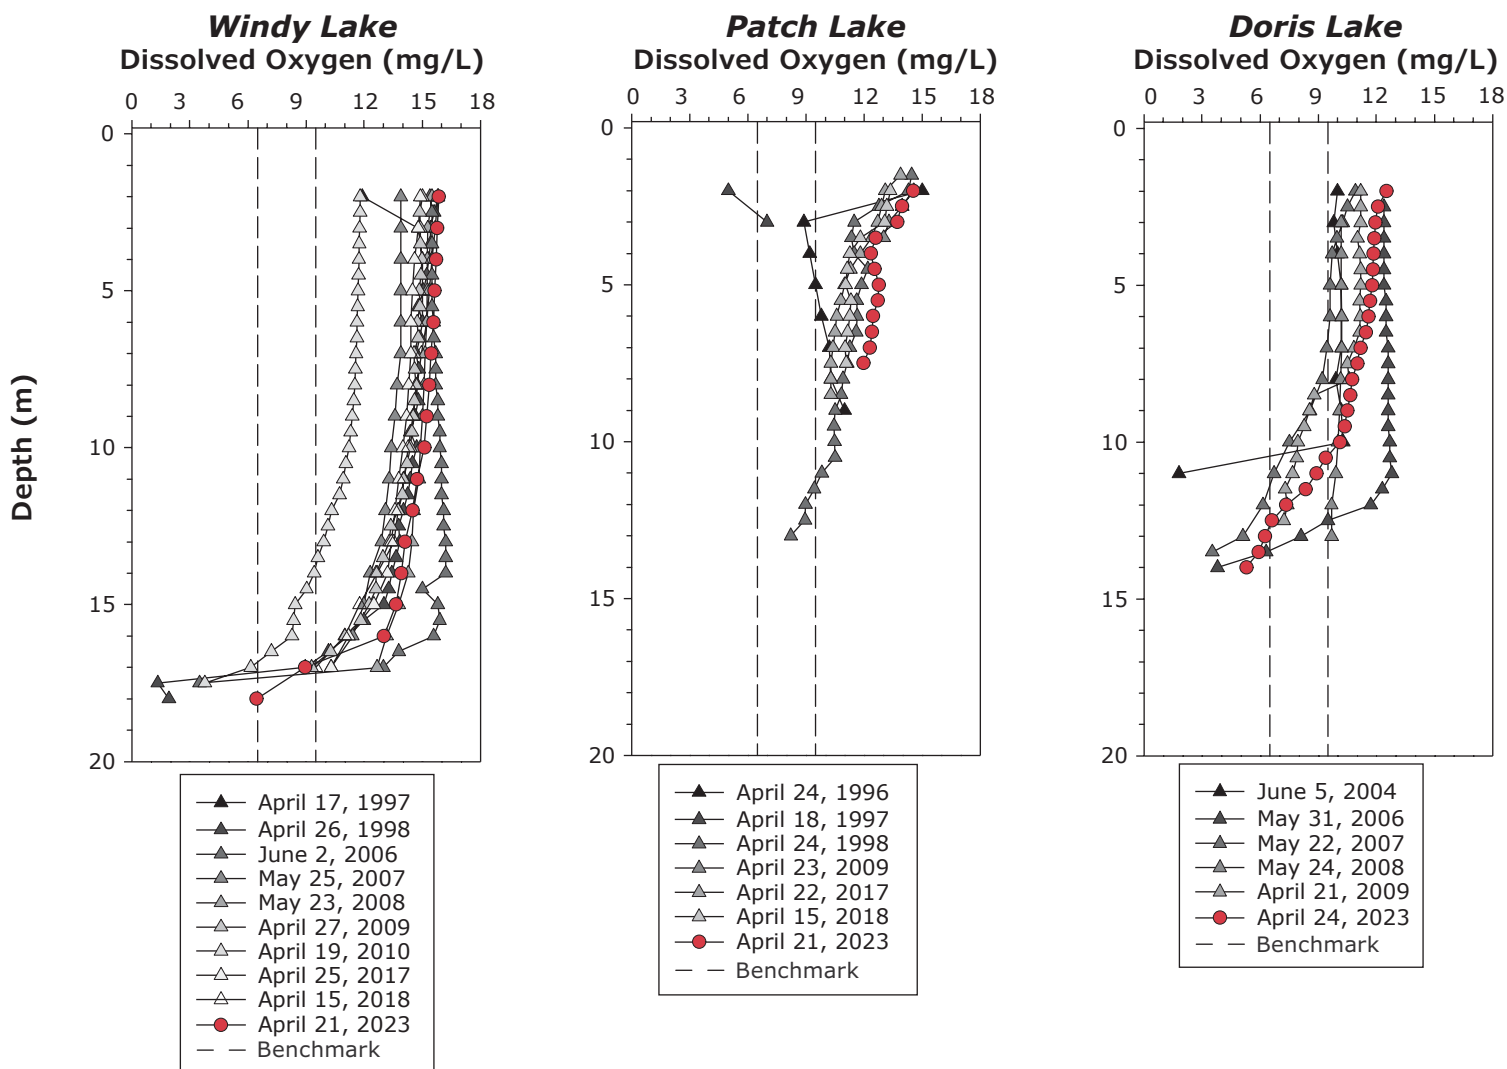 Windy Lake
Dissolved Oxygen (mg/L)
0 3 6 9 12 15 18
0
5
10
15
20
Depth (m)
April 17, 1997
April 26, 1998
June 2, 2006
May 25, 2007
May 23, 2008
April 27, 2009
April 19, 2010
April 25, 2017
April 15, 2018
April 21, 2023
Benchmark
Patch Lake
Dissolved Oxygen (mg/L)
0 3 6 9 12 15 18
0
5
10
15
20
April 24, 1996
April 18, 1997
April 24, 1998
April 23, 2009
April 22, 2017
April 15, 2018
April 21, 2023
Benchmark
Doris Lake
Dissolved Oxygen (mg/L)
0 3 6 9 12 15 18
0
5
10
15
20
June 5, 2004
May 31, 2006
May 22, 2007
May 24, 2008
April 21, 2009
April 24, 2023
Benchmark